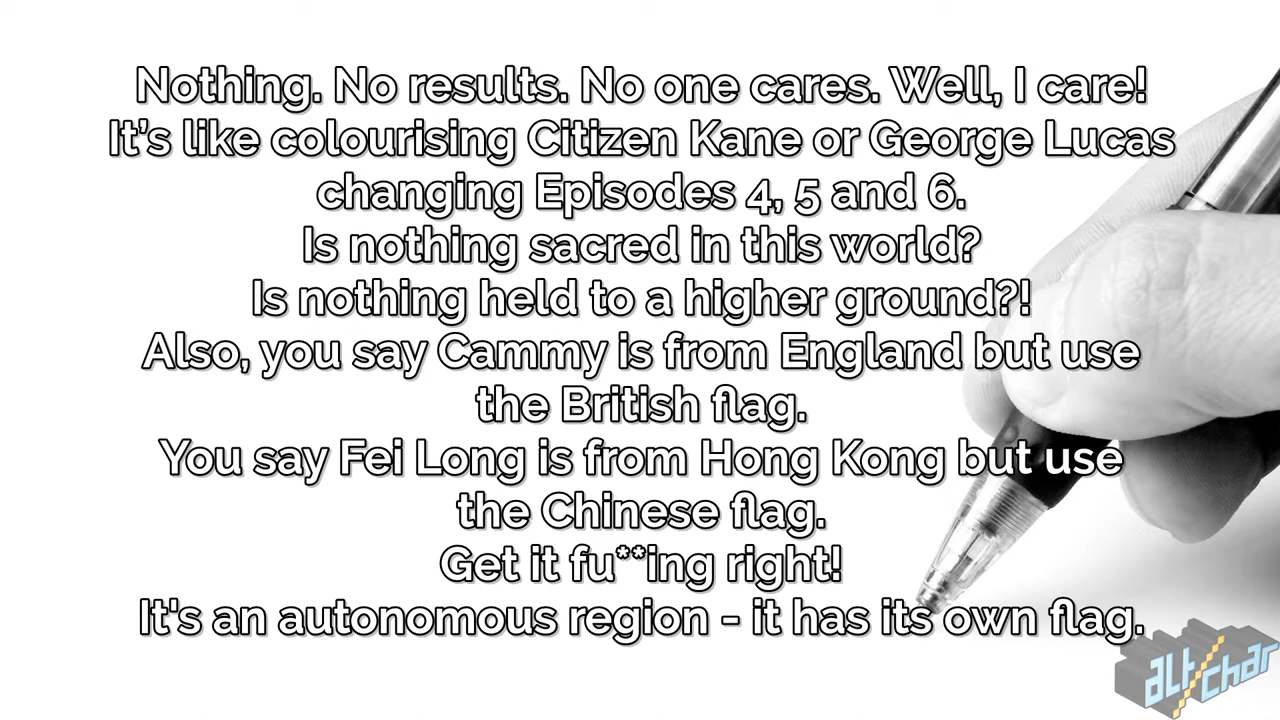 Nothing. No results. No one cares. Well, I care!
It’s like colourising Citizen Kane or George Lucas
changing Episodes 4, 5 and 6.
Is nothing sacred in this world?
Is nothing held to a higher ground?!
Also, you say Cammy is from England but use
the British flag.
You say Fei Long is from Hong Kong but use
the Chinese flag.
Get it fu**ing right!
It's an autonomous region - it has its own flag.
alt/char